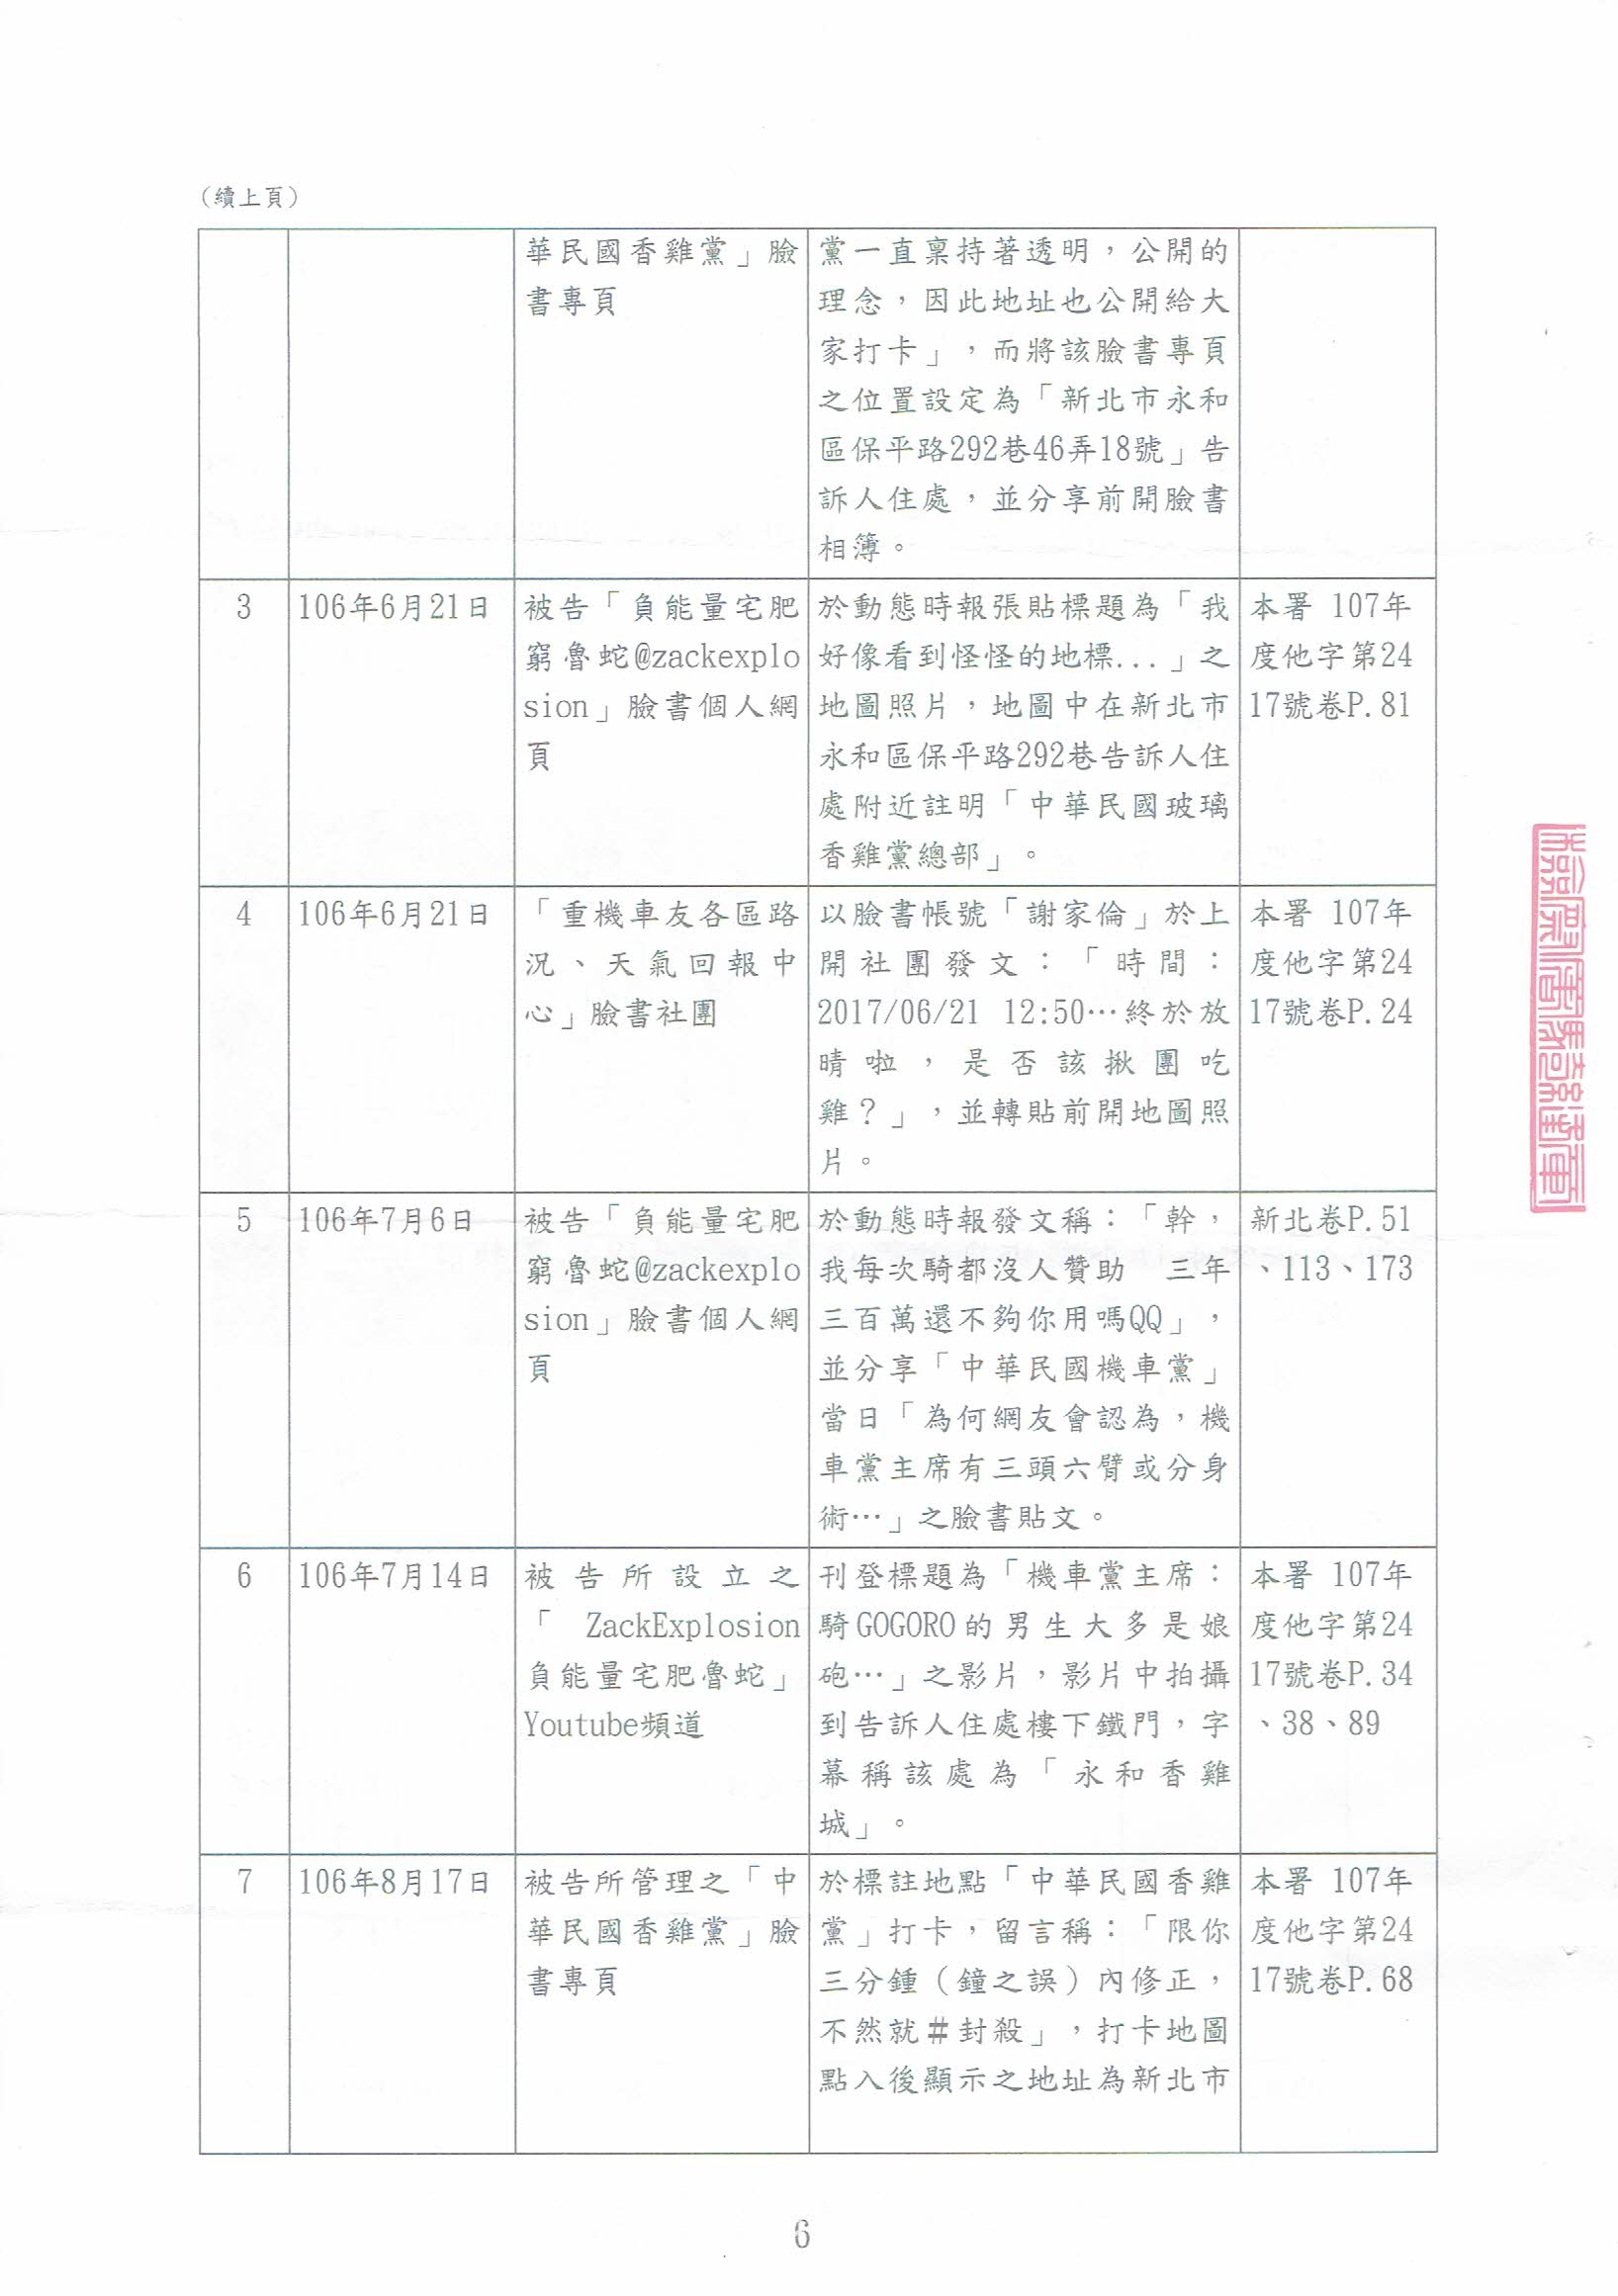 （續上頁）
華民國香雞黨」臉
書專頁
黨一直稟持著透明，公開的
理念，因此地址也公開給大
家打卡」，而將該臉書專頁
之位置設定為「新北市永和
區保平路292巷46弄18號」告
訴人住處，並分享前開臉書
相簿。
3
106年6月21日
被告「負能量宅肥
窮魯蛇@zackexplo
sion」臉書個人網
頁
於動態時報張貼標題為「我
好像看到怪怪的地標...」之
地圖照片，地圖中在新北市
永和區保平路292巷告訴人住
處附近註明「中華民國玻璃
香雞黨總部」。
本署 107年
度他字第24
17號卷P.81
4
106年6月21日
「重機車友各區路
況、天氣回報中
心」臉書社團
以臉書帳號「謝家倫」於上
開社團發文：「時間：
2017/06/21 12:50…終於放
晴啦，是否該揪團吃
雞？」，並轉貼前開地圖照
片。
本署 107年
度他字第24
17號卷P.24
5
106年7月6日
被告「負能量宅肥
窮魯蛇@zackexplo
sion」臉書個人網
頁
於動態時報發文稱：「幹，
我每次騎都沒人贊助　三年
三百萬還不夠你用嗎QQ」，
並分享「中華民國機車黨」
當日「為何網友會認為，機
車黨主席有三頭六臂或分身
術…」之臉書貼文。
新北卷P.51
、113、173
6
106年7月14日
被告所設立之
「 ZackExplosion
負能量宅肥魯蛇」
Youtube頻道
刊登標題為「機車黨主席：
騎GOGORO的男生大多是娘
砲…」之影片，影片中拍攝
到告訴人住處樓下鐵門，字
幕稱該處為「永和香雞
城」。
本署 107年
度他字第24
17號卷P.34
、38、89
7
106年8月17日
被告所管理之「中
華民國香雞黨」臉
書專頁
於標註地點「中華民國香雞
黨」打卡，留言稱：「限你
三分鍾（鐘之誤）內修正，
不然就＃封殺」，打卡地圖
點入後顯示之地址為新北市
本署 107年
度他字第24
17號卷P.68
6